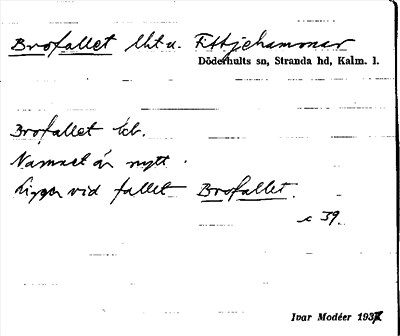 Brofallet lht u. Fittjehammar
Döderhults sn, Stranda hd, Kalm. l.
Brofallet lht.
Namnet är nytt.
Ligger vid fallet Brofallet.
c 39.
Ivar Modéer 1937